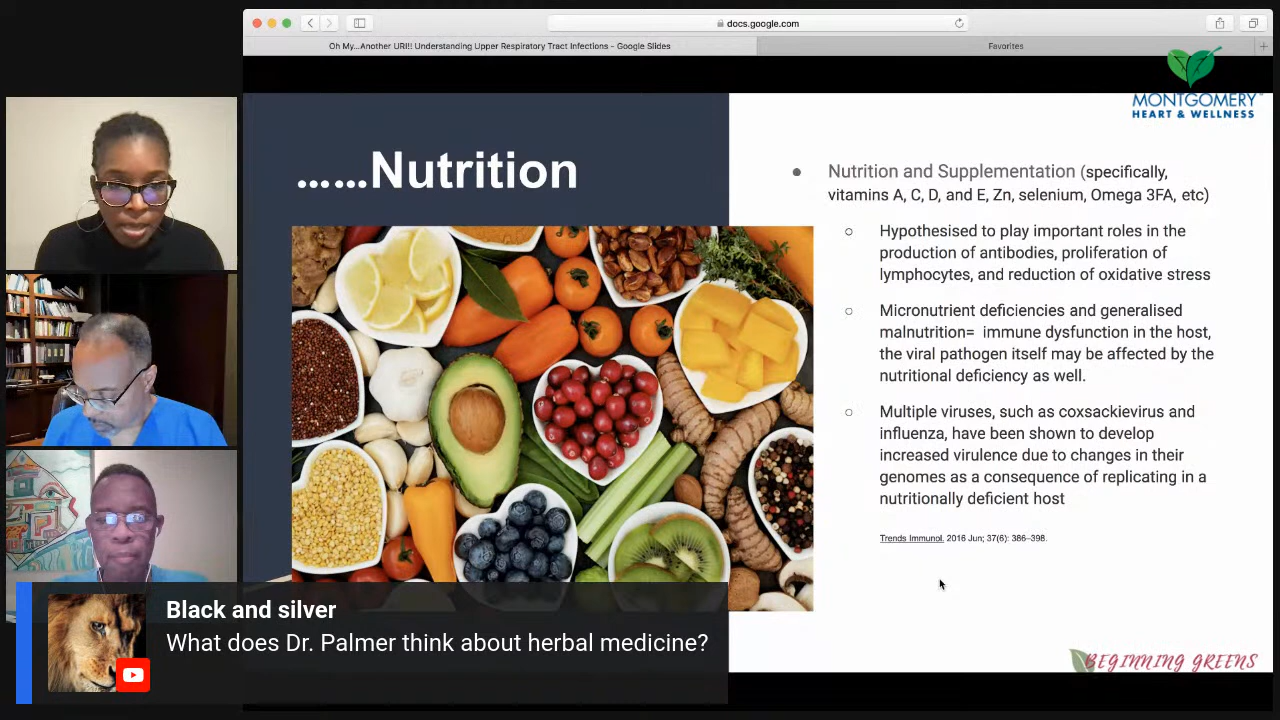 docs.google.com
Oh My...Another URI!! Understanding Upper Respiratory Tract Infections - Google Slides
Favorites
MONTGOMERY
HEART & WELLNESS
......Nutrition
Nutrition and Supplementation (specifically,
vitamins A, C, D, and E, Zn, selenium, Omega 3FA, etc)
Hypothesised to play important roles in the
production of antibodies, proliferation of
lymphocytes, and reduction of oxidative stress
Micronutrient deficiencies and generalised
malnutrition= immune dysfunction in the host,
the viral pathogen itself may be affected by the
nutritional deficiency as well.
Multiple viruses, such as coxsackievirus and
influenza, have been shown to develop
increased virulence due to changes in their
genomes as a consequence of replicating in a
nutritionally deficient host
Trends Immunol. 2016 Jun; 37(6): 386–398.
Black and silver
What does Dr. Palmer think about herbal medicine?
BEGINNING GREENS